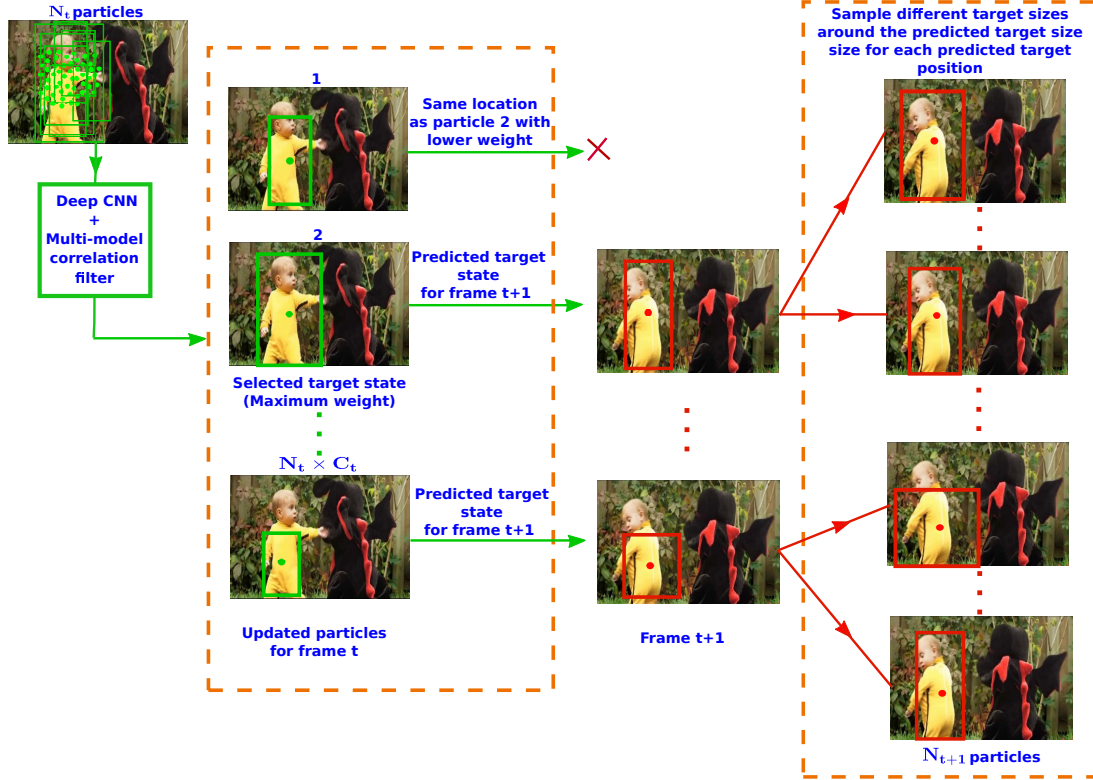 N_t particles
Deep CNN
+
Multi-model
correlation
filter
1
Same location
as particle 2 with
lower weight
2
Predicted target
state
for frame t+1
Selected target state
(Maximum weight)
N_t × C_t
Predicted target
state
for frame t+1
Updated particles
for frame t
Frame t+1
Sample different target sizes
around the predicted target size
size for each predicted target
position
N_{t+1} particles